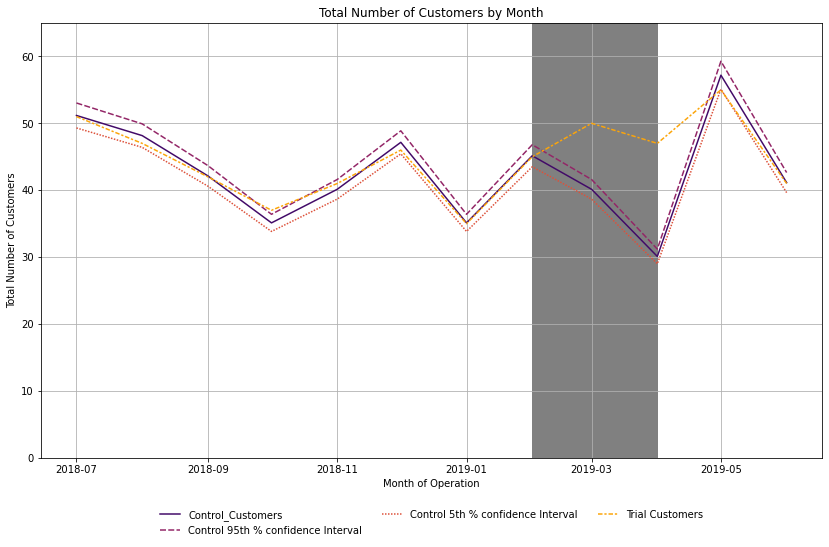 Total Number of Customers by Month
Total Number of Customers
60
50
40
30
20
10
0
2018-07 2018-09 2018-11 2019-01 2019-03 2019-05
Month of Operation
Control_Customers Control 5th % confidence Interval Trial Customers
Control 95th % confidence Interval